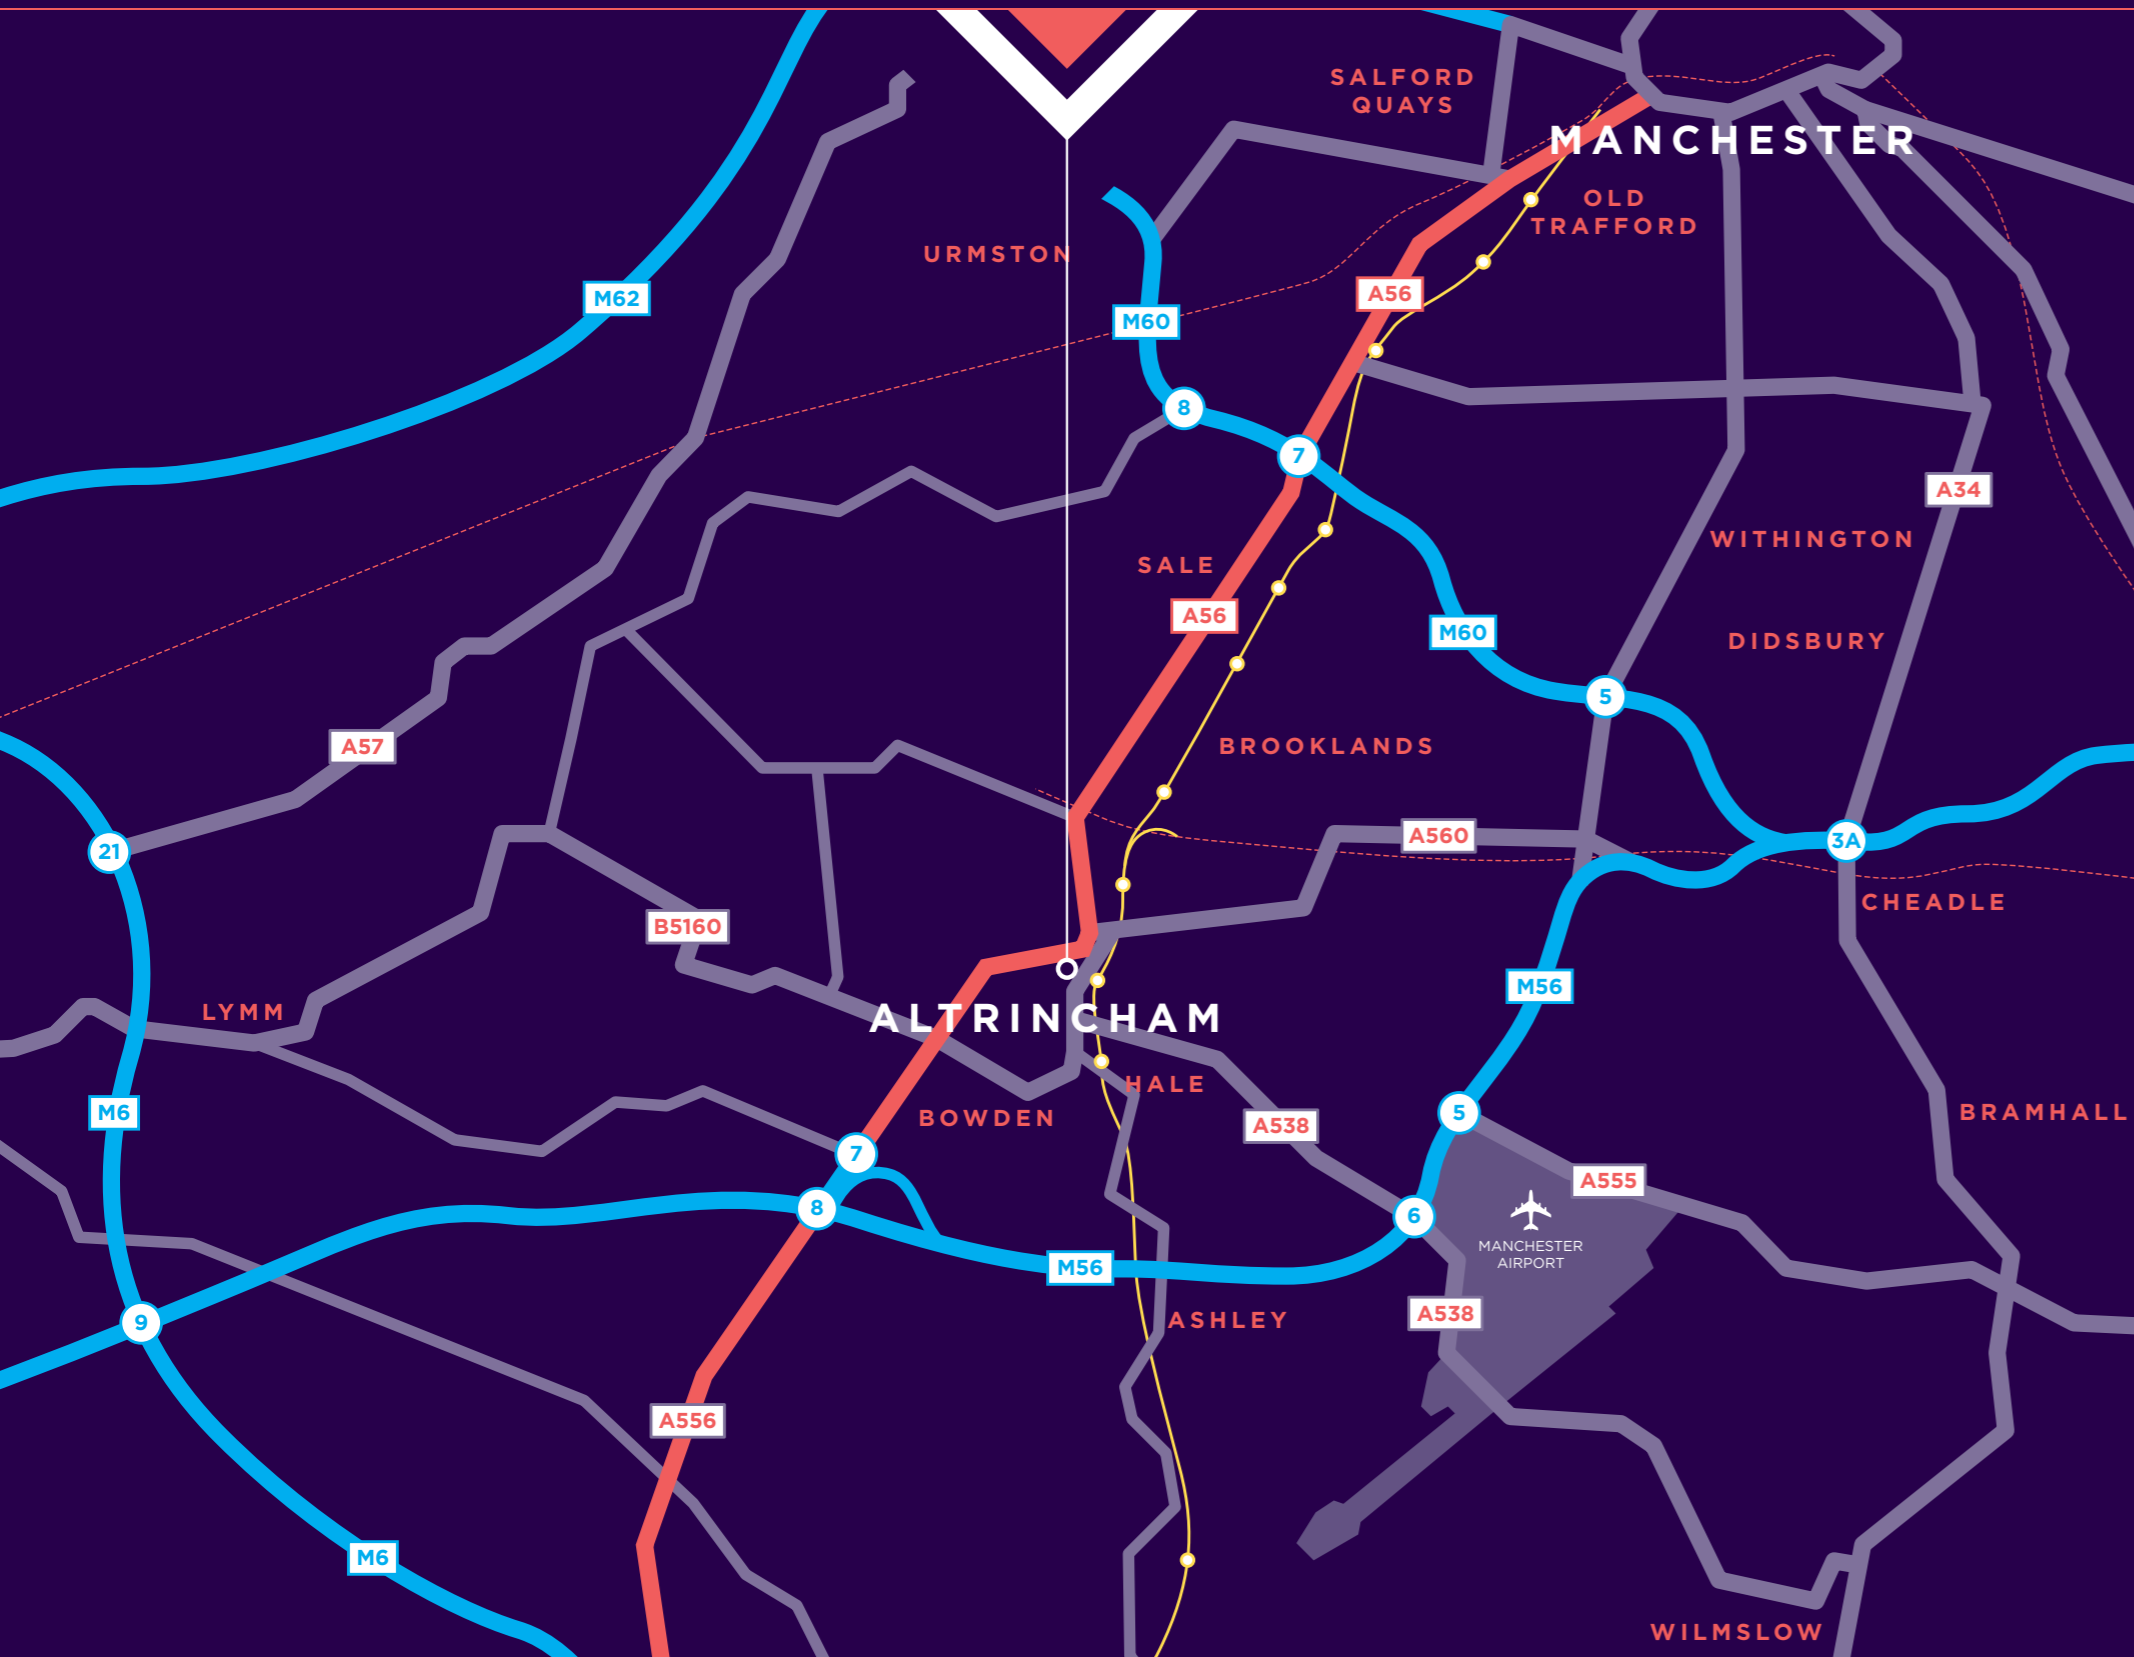 SALFORD
QUAYS
MANCHESTER
OLD
TRAFFORD
URMSTON
M62
A56
M60
8
7
A34
WITHINGTON
SALE
A56
M60
DIDSBURY
5
BROOKLANDS
A57
21
A560
3A
CHEADLE
B5160
M56
LYMM
ALTRINCHAM
HALE
M6
BOWDEN
A538
5
BRAMHALL
7
A555
8
6
MANCHESTER
AIRPORT
M56
9
ASHLEY
A538
A556
M6
WILMSLOW